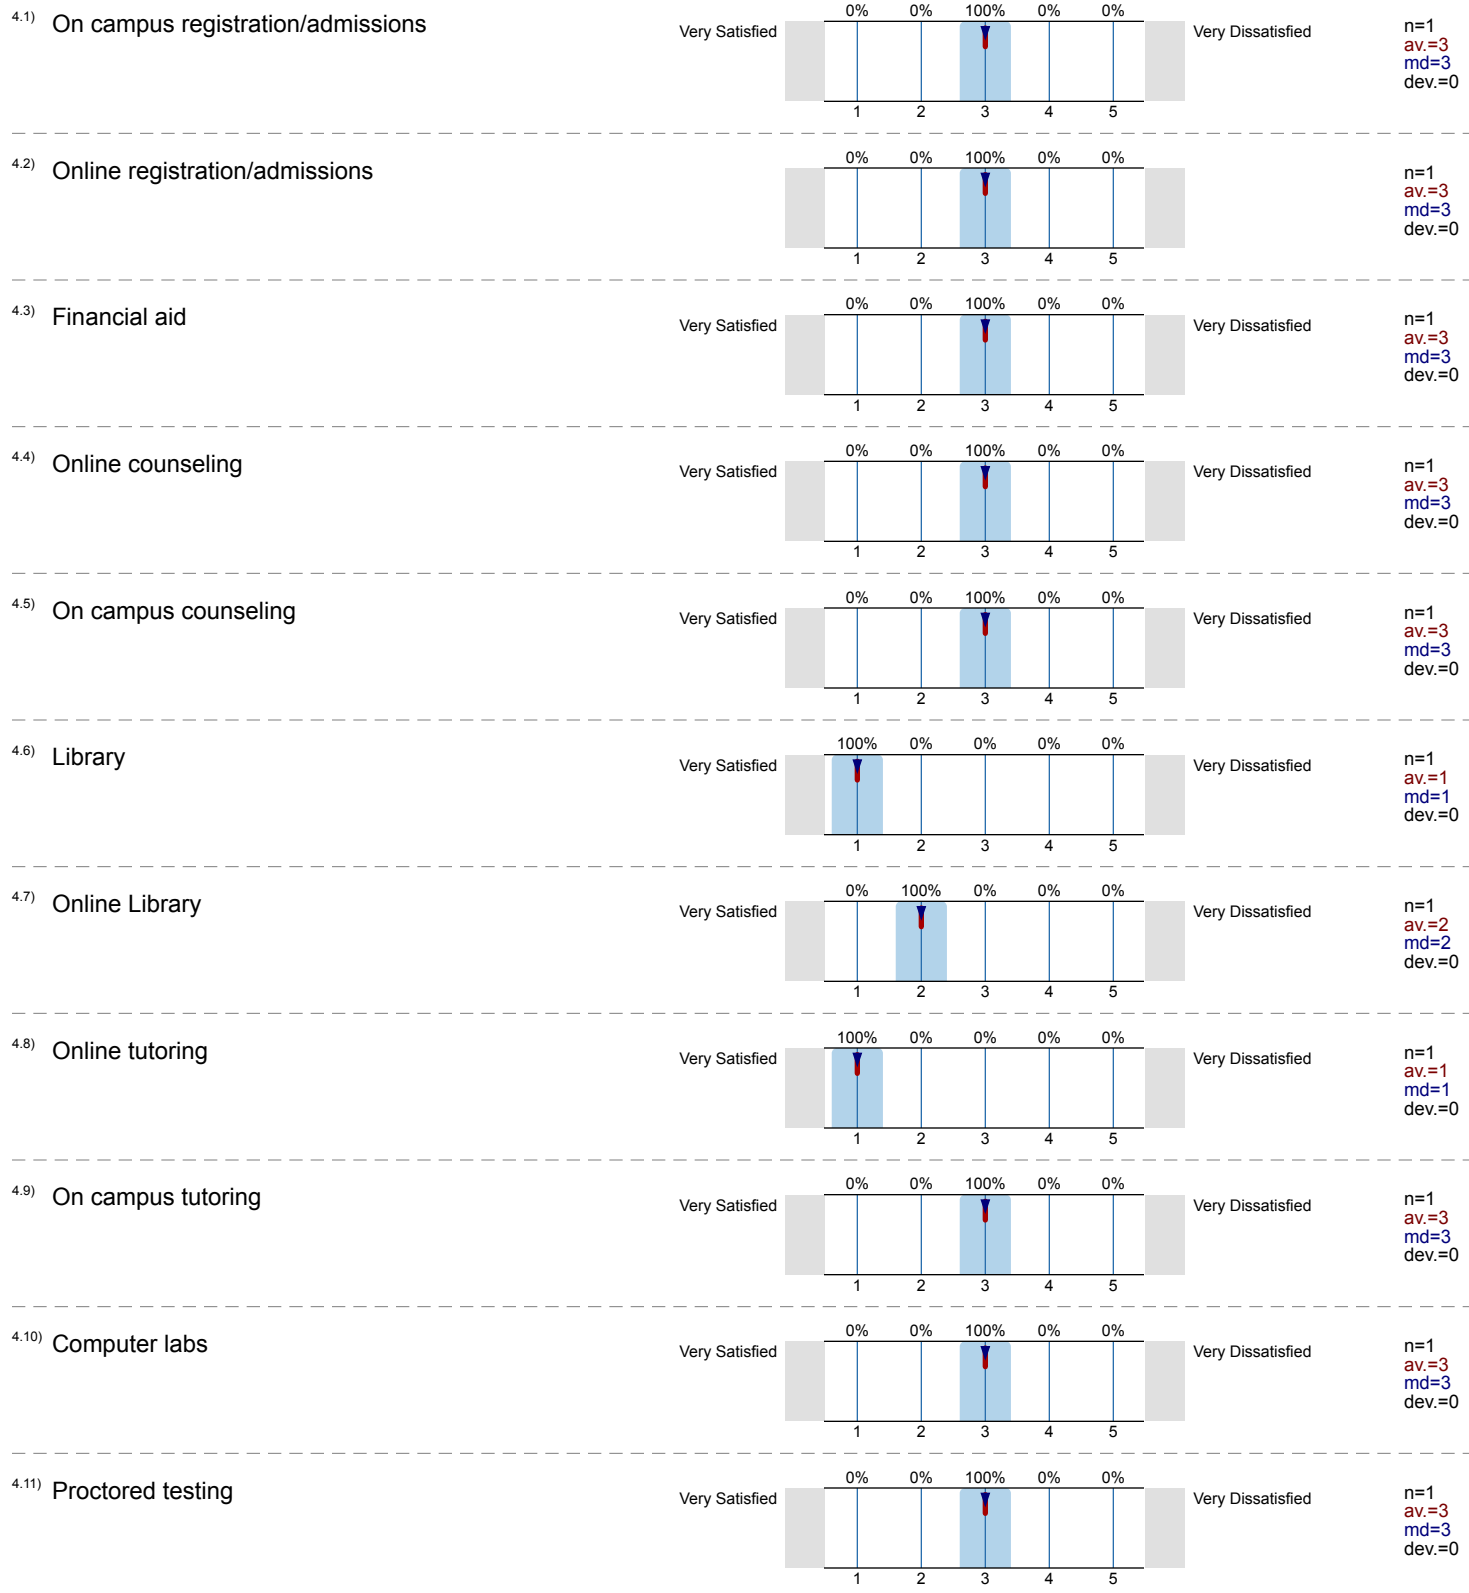 4.1) On campus registration/admissions
0% 0% 100% 0% 0%
Very Satisfied Very Dissatisfied
n=1
av.=3
md=3
dev.=0
1 2 3 4 5
4.2) Online registration/admissions
0% 0% 100% 0% 0%
n=1
av.=3
md=3
dev.=0
1 2 3 4 5
4.3) Financial aid
0% 0% 100% 0% 0%
Very Satisfied Very Dissatisfied
n=1
av.=3
md=3
dev.=0
1 2 3 4 5
4.4) Online counseling
0% 0% 100% 0% 0%
Very Satisfied Very Dissatisfied
n=1
av.=3
md=3
dev.=0
1 2 3 4 5
4.5) On campus counseling
0% 0% 100% 0% 0%
Very Satisfied Very Dissatisfied
n=1
av.=3
md=3
dev.=0
1 2 3 4 5
4.6) Library
100% 0% 0% 0% 0%
Very Satisfied Very Dissatisfied
n=1
av.=1
md=1
dev.=0
1 2 3 4 5
4.7) Online Library
0% 100% 0% 0% 0%
Very Satisfied Very Dissatisfied
n=1
av.=2
md=2
dev.=0
1 2 3 4 5
4.8) Online tutoring
100% 0% 0% 0% 0%
Very Satisfied Very Dissatisfied
n=1
av.=1
md=1
dev.=0
1 2 3 4 5
4.9) On campus tutoring
0% 0% 100% 0% 0%
Very Satisfied Very Dissatisfied
n=1
av.=3
md=3
dev.=0
1 2 3 4 5
4.10) Computer labs
0% 0% 100% 0% 0%
Very Satisfied Very Dissatisfied
n=1
av.=3
md=3
dev.=0
1 2 3 4 5
4.11) Proctored testing
0% 0% 100% 0% 0%
Very Satisfied Very Dissatisfied
n=1
av.=3
md=3
dev.=0
1 2 3 4 5